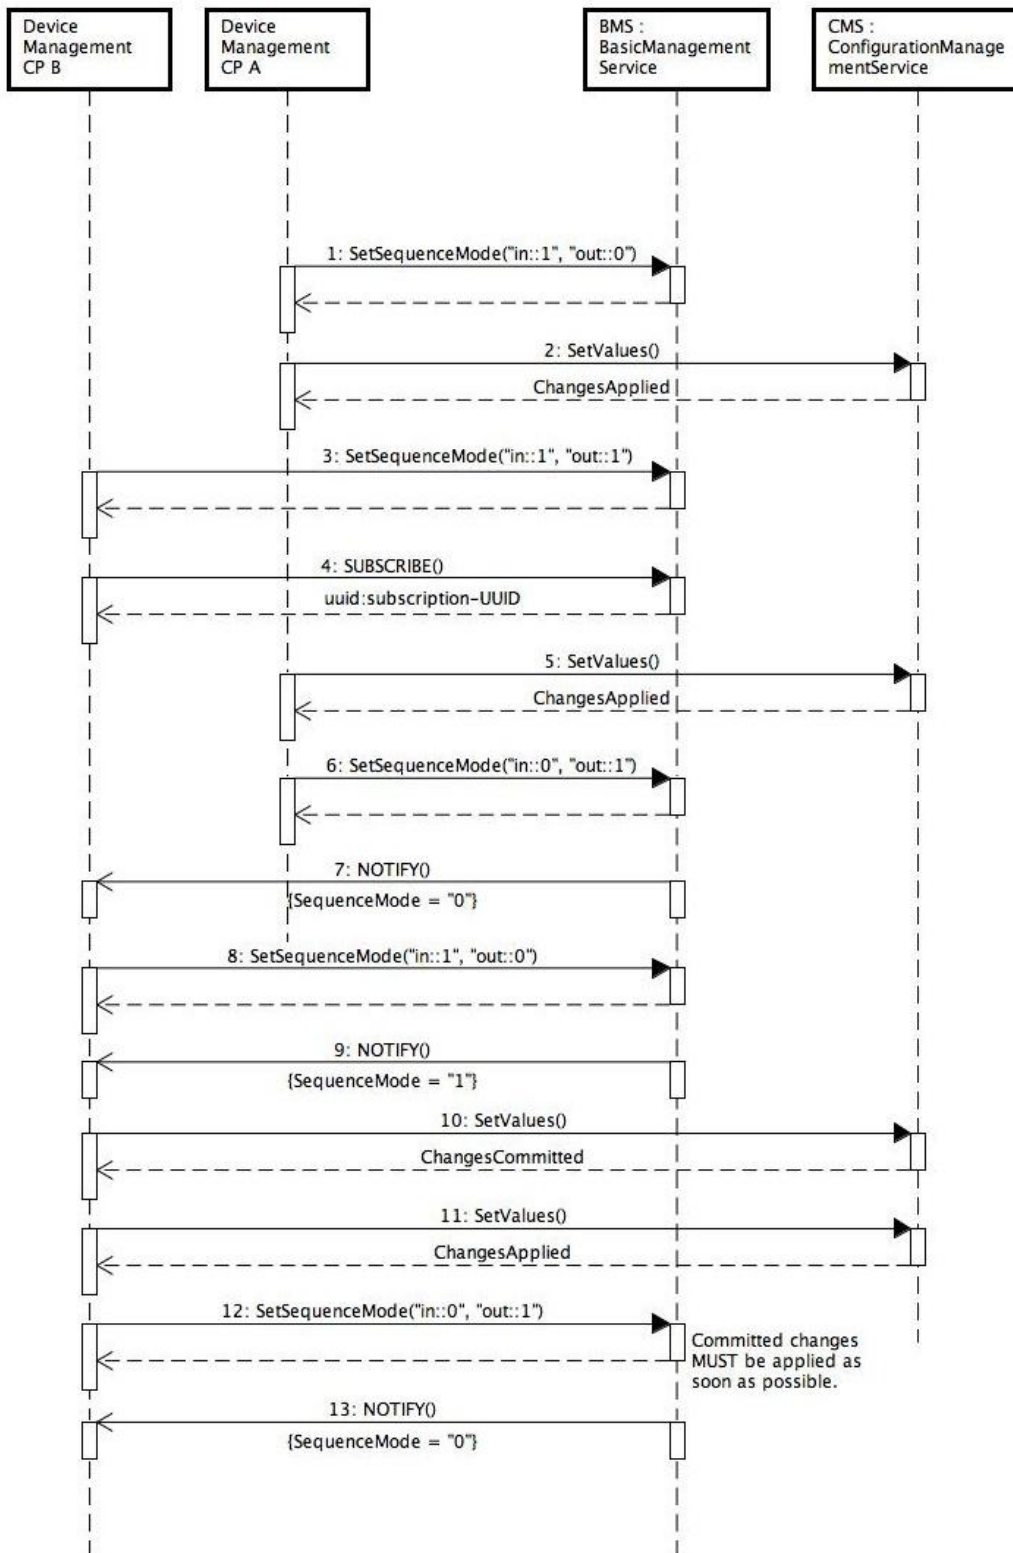 Device
Management
CP B
Device
Management
CP A
BMS :
BasicManagement
Service
CMS :
ConfigurationManage
mentService
1: SetSequenceMode("in::1", "out::0")
2: SetValues()
ChangesApplied
3: SetSequenceMode("in::1", "out::1")
4: SUBSCRIBE()
uuid:subscription-UUID
5: SetValues()
ChangesApplied
6: SetSequenceMode("in::0", "out::1")
7: NOTIFY()
{SequenceMode = "0"}
8: SetSequenceMode("in::1", "out::0")
9: NOTIFY()
{SequenceMode = "1"}
10: SetValues()
ChangesCommitted
11: SetValues()
ChangesApplied
12: SetSequenceMode("in::0", "out::1")
Committed changes
MUST be applied as
soon as possible.
13: NOTIFY()
{SequenceMode = "0"}